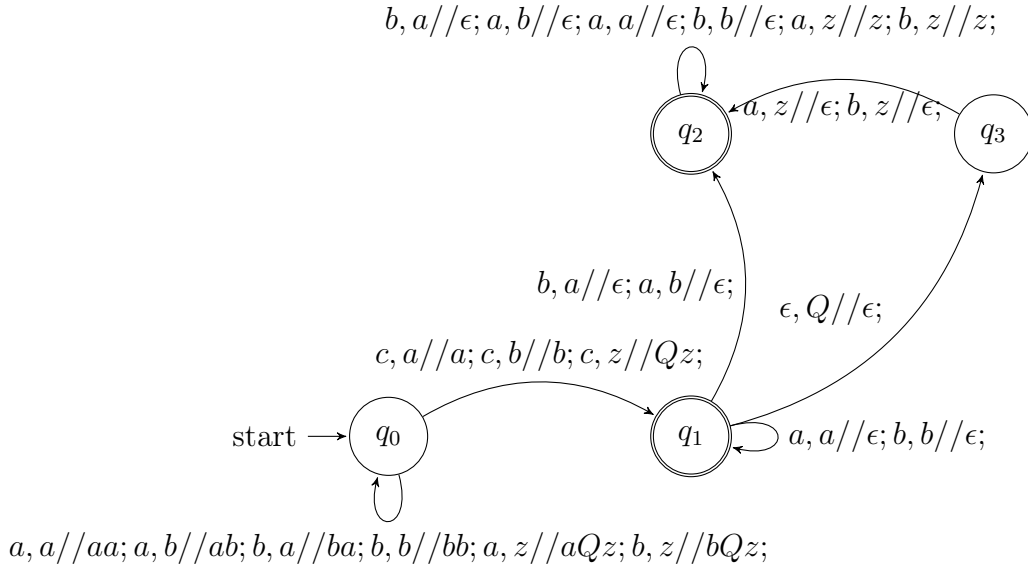 b, a//ϵ; a, b//ϵ; a, a//ϵ; b, b//ϵ; a, z//z; b, z//z;
a, z//ϵ; b, z//ϵ;
q₂
q₃
b, a//ϵ; a, b//ϵ;
ϵ, Q//ϵ;
c, a//a; c, b//b; c, z//Qz;
start
q₀
q₁
a, a//ϵ; b, b//ϵ;
a, a//aa; a, b//ab; b, a//ba; b, b//bb; a, z//aQz; b, z//bQz;